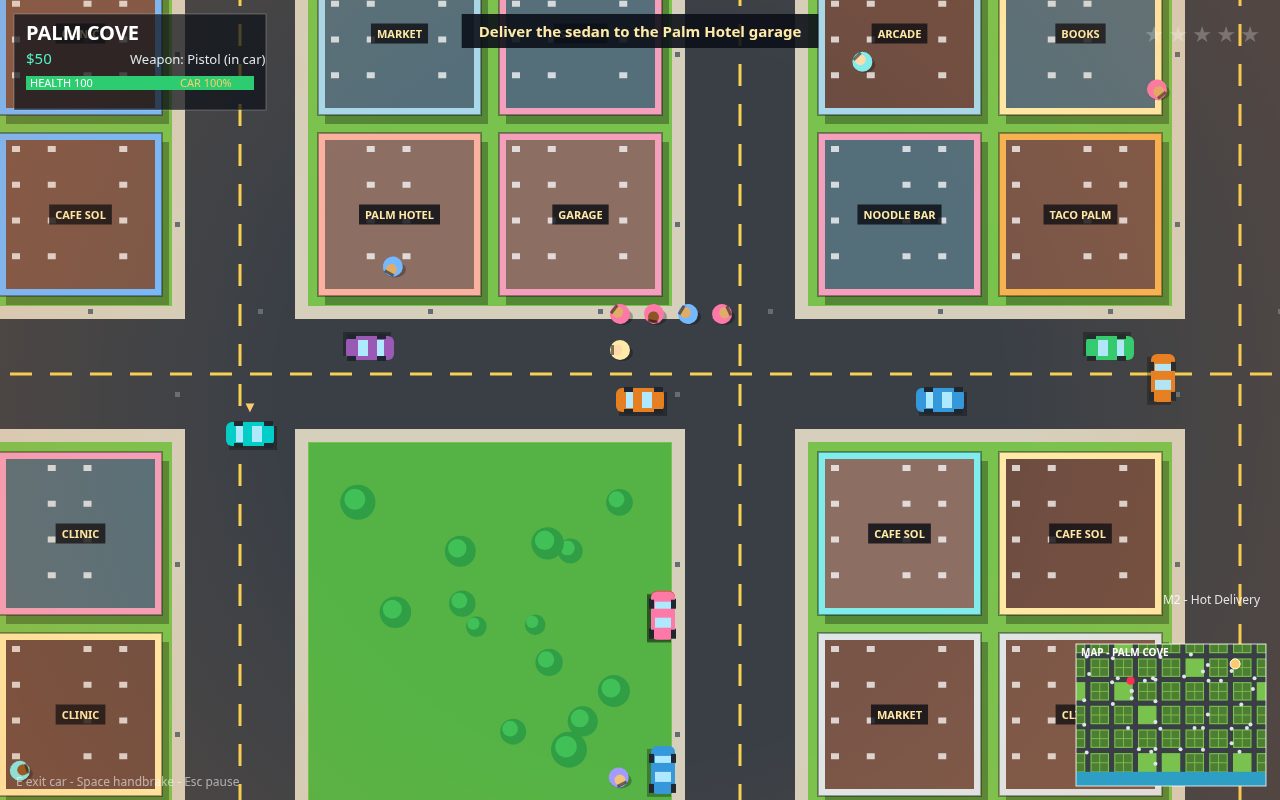 PALM COVE
$50
Weapon: Pistol (in car)
HEALTH 100
CAR 100%
Deliver the sedan to the Palm Hotel garage
MARKET
ARCADE
BOOKS
CAFE SOL
PALM HOTEL
GARAGE
NOODLE BAR
TACO PALM
CLINIC
CAFE SOL
CAFE SOL
M2 - Hot Delivery
MAP - PALM COVE
CLINIC
MARKET
E exit car - Space handbrake - Esc pause